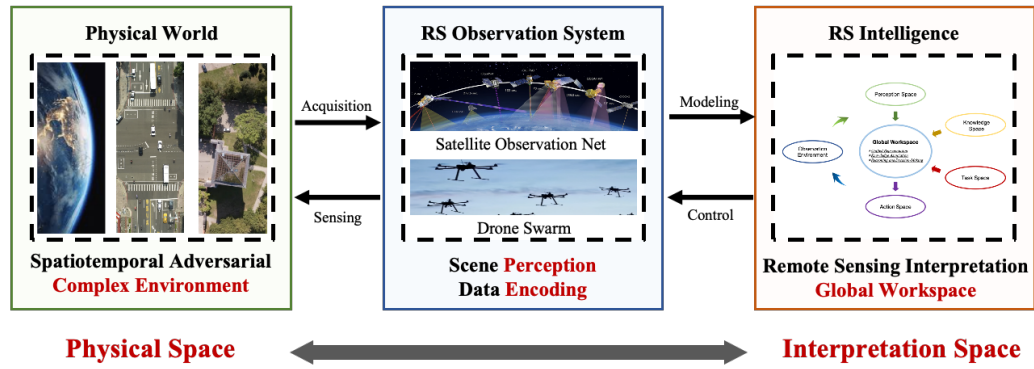 Physical World
Spatiotemporal Adversarial
Complex Environment
Acquisition
Sensing
RS Observation System
Satellite Observation Net
Drone Swarm
Scene Perception
Data Encoding
Modeling
Control
RS Intelligence
Perception Space
Knowledge
Space
Global Workspace
Observation
Environment
Task Space
Action Space
Remote Sensing Interpretation
Global Workspace
Physical Space
Interpretation Space